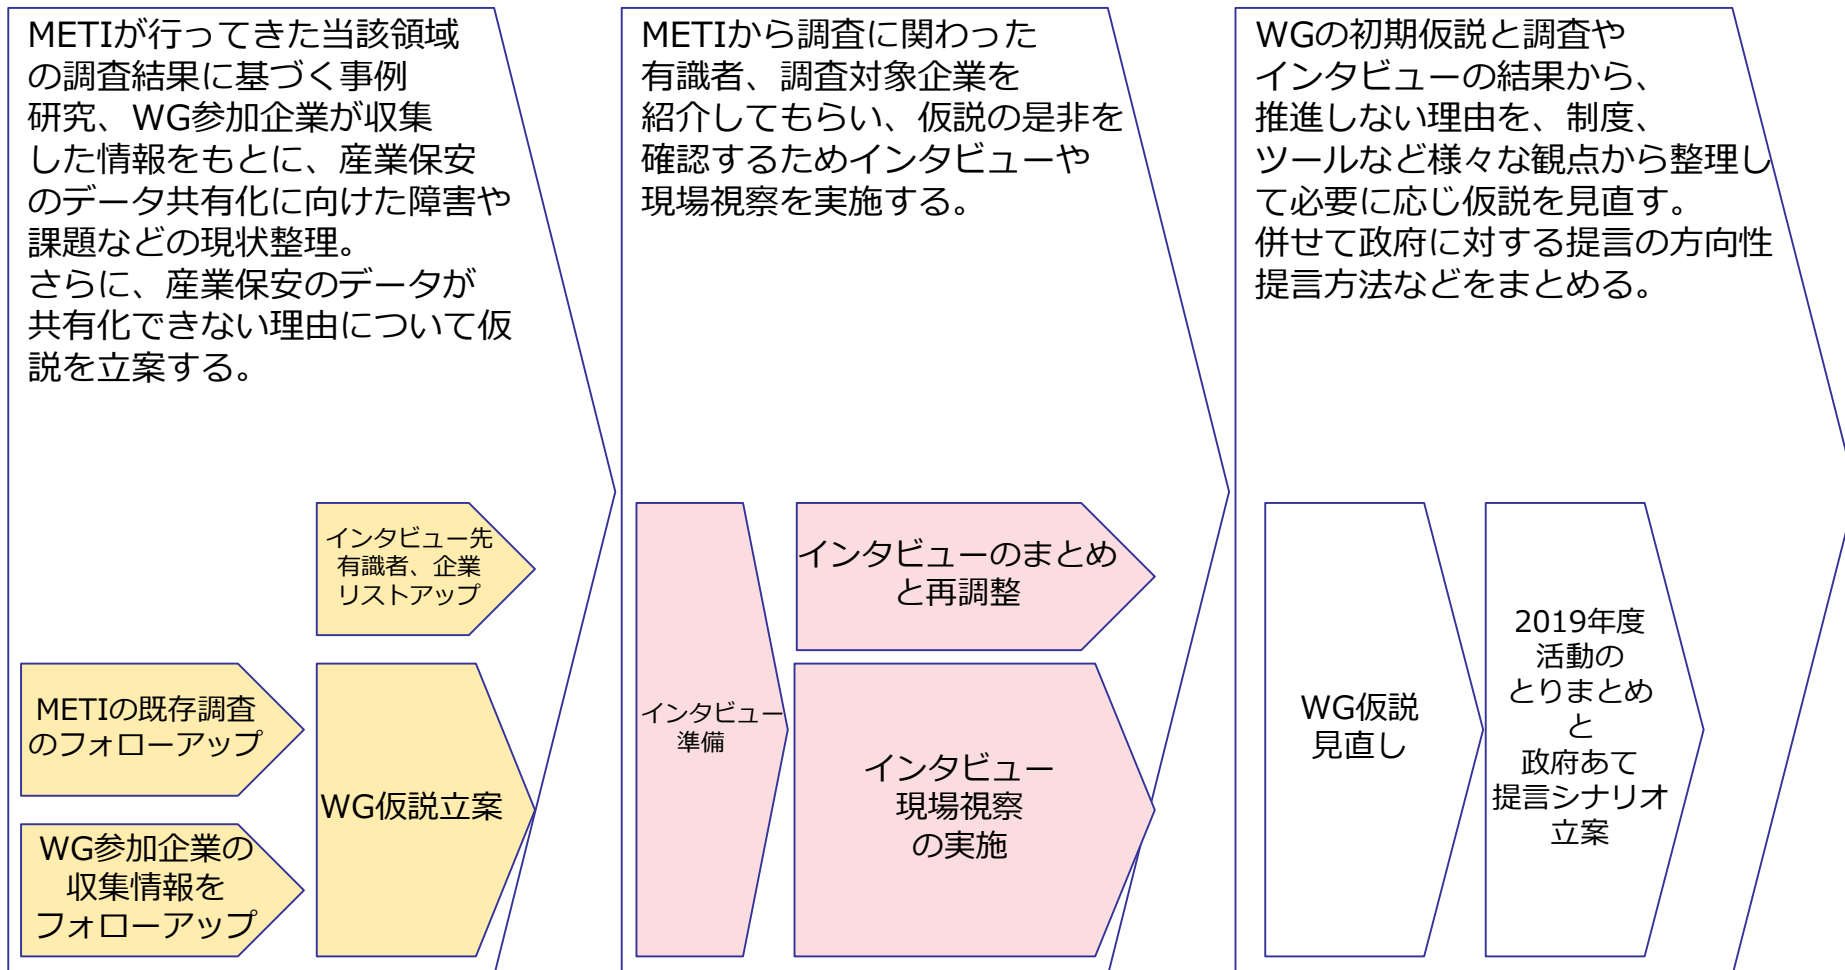 METIが行ってきた当該領域
の調査結果に基づく事例
研究、WG参加企業が収集
した情報をもとに、産業保安
のデータ共有化に向けた障害や
課題などの現状整理。
さらに、産業保安のデータが
共有化できない理由について仮
説を立案する。
インタビュー先
有識者、企業
リストアップ
METIの既存調査
のフォローアップ
WG参加企業の
収集情報を
フォローアップ
WG仮説立案
METIから調査に関わった
有識者、調査対象企業を
紹介してもらい、仮説の是非を
確認するためインタビューや
現場視察を実施する。
インタビュー
準備
インタビューのまとめ
と再調整
インタビュー
現場視察
の実施
WGの初期仮説と調査や
インタビューの結果から、
推進しない理由を、制度、
ツールなど様々な観点から整理し
て必要に応じ仮説を見直す。
併せて政府に対する提言の方向性
提言方法などをまとめる。
WG仮説
見直し
2019年度
活動の
とりまとめ
と
政府あて
提言シナリオ
立案